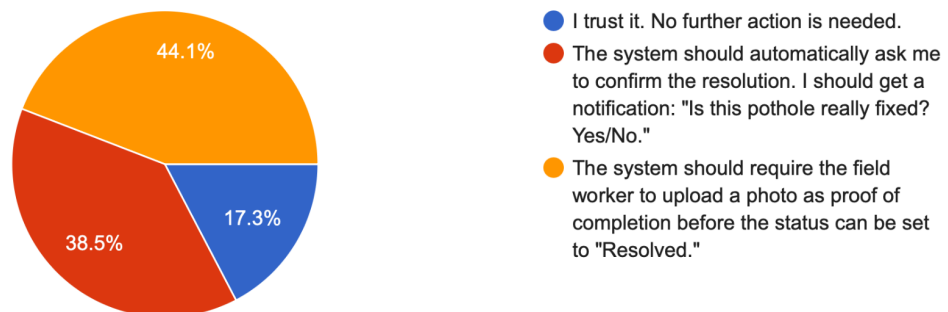 44.1%
38.5%
17.3%
I trust it. No further action is needed.
The system should automatically ask me
to confirm the resolution. I should get a
notification: "Is this pothole really fixed?
Yes/No."
The system should require the field
worker to upload a photo as proof of
completion before the status can be set
to "Resolved."